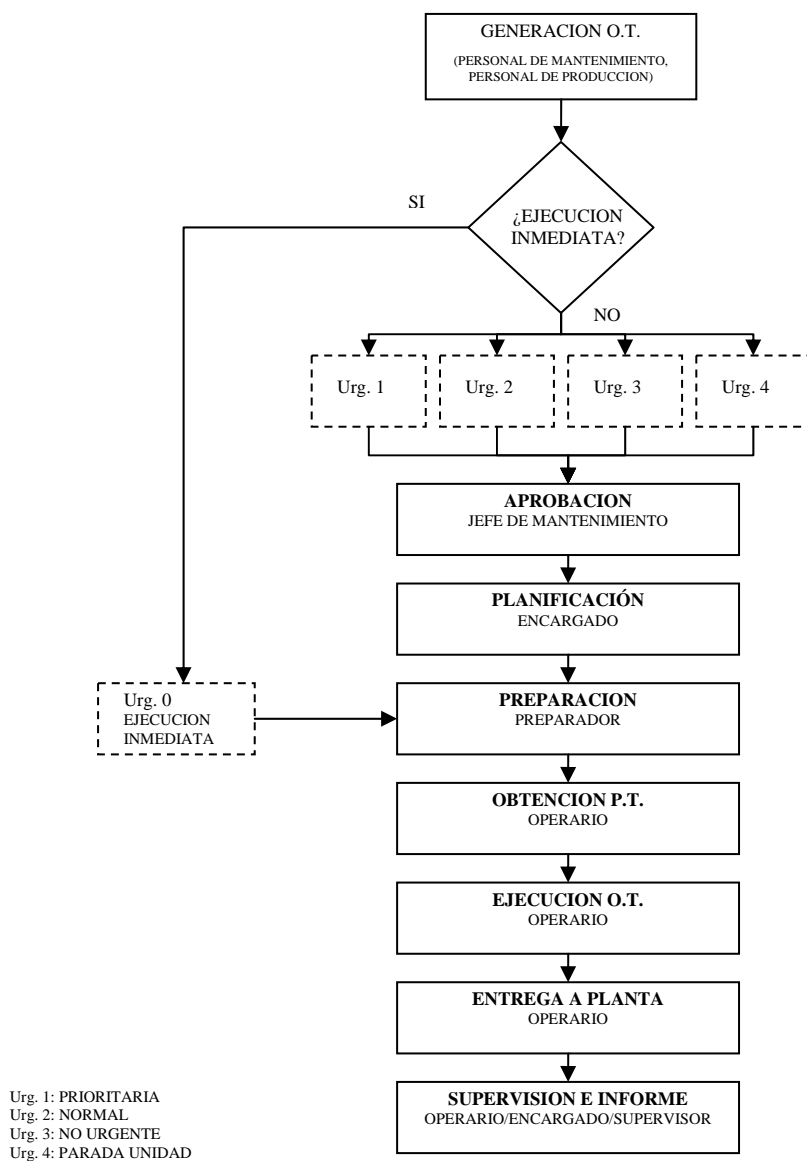 GENERACION O.T.
(PERSONAL DE MANTENIMIENTO,
PERSONAL DE PRODUCCION)
SI
¿EJECUCION
INMEDIATA?
NO
Urg. 1
Urg. 2
Urg. 3
Urg. 4
APROBACION
JEFE DE MANTENIMIENTO
PLANIFICACIÓN
ENCARGADO
Urg. 0
EJECUCION
INMEDIATA
PREPARACION
PREPARADOR
OBTENCION P.T.
OPERARIO
EJECUCION O.T.
OPERARIO
ENTREGA A PLANTA
OPERARIO
SUPERVISION E INFORME
OPERARIO/ENCARGADO/SUPERVISOR
Urg. 1: PRIORITARIA
Urg. 2: NORMAL
Urg. 3: NO URGENTE
Urg. 4: PARADA UNIDAD